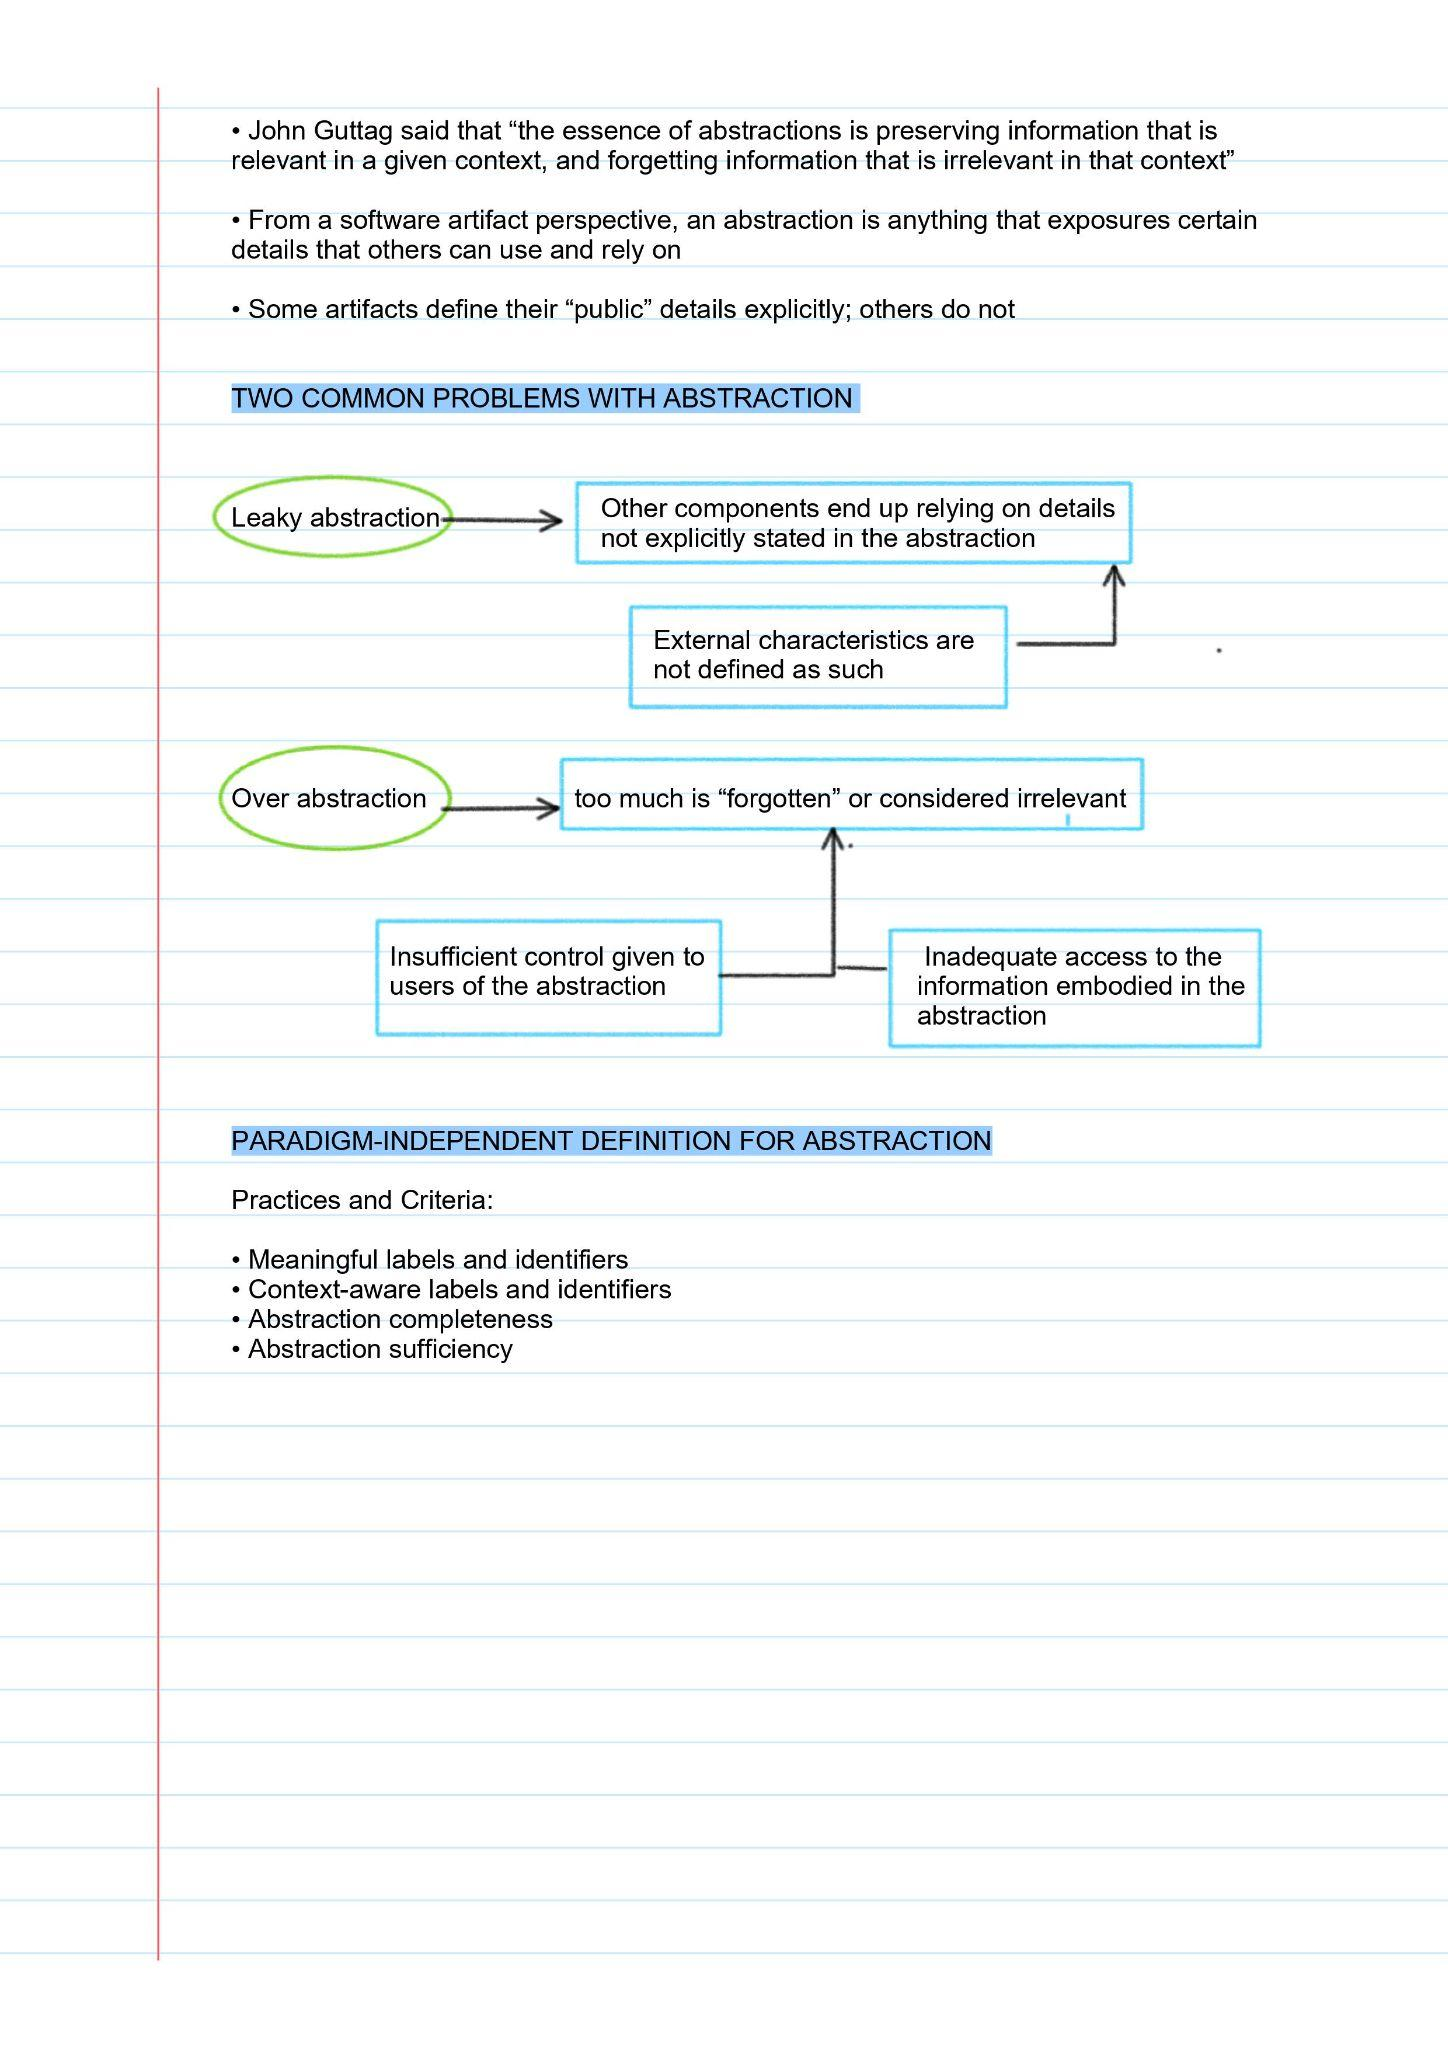 • John Guttag said that “the essence of abstractions is preserving information that is
relevant in a given context, and forgetting information that is irrelevant in that context”
• From a software artifact perspective, an abstraction is anything that exposures certain
details that others can use and rely on
• Some artifacts define their “public” details explicitly; others do not
TWO COMMON PROBLEMS WITH ABSTRACTION
Leaky abstraction
Other components end up relying on details
not explicitly stated in the abstraction
External characteristics are
not defined as such
Over abstraction
too much is “forgotten” or considered irrelevant
Insufficient control given to
users of the abstraction
Inadequate access to the
information embodied in the
abstraction
PARADIGM-INDEPENDENT DEFINITION FOR ABSTRACTION
Practices and Criteria:
• Meaningful labels and identifiers
• Context-aware labels and identifiers
• Abstraction completeness
• Abstraction sufficiency